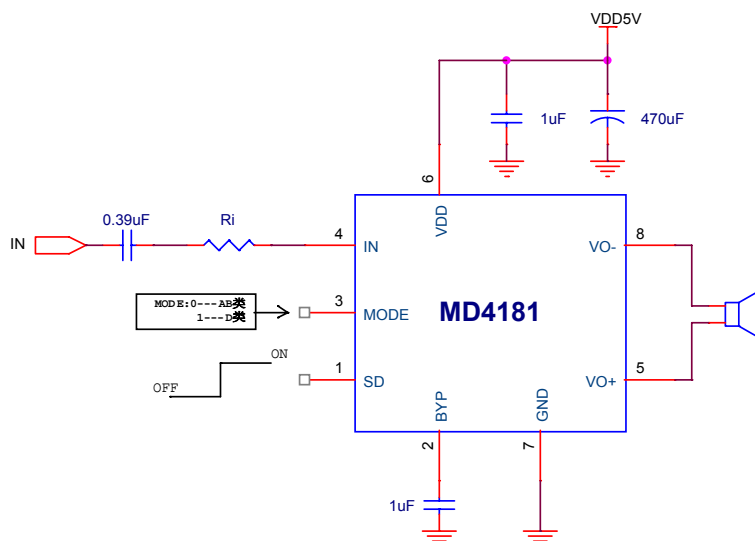 VDD5V
1uF
470uF
6
VDD
0.39uF
Ri
IN
4
IN
VO-
8
MODE:0---AB类
1---D类
3
MODE
MD4181
ON
OFF
1
SD
VO+
5
BYP
GND
2
7
1uF